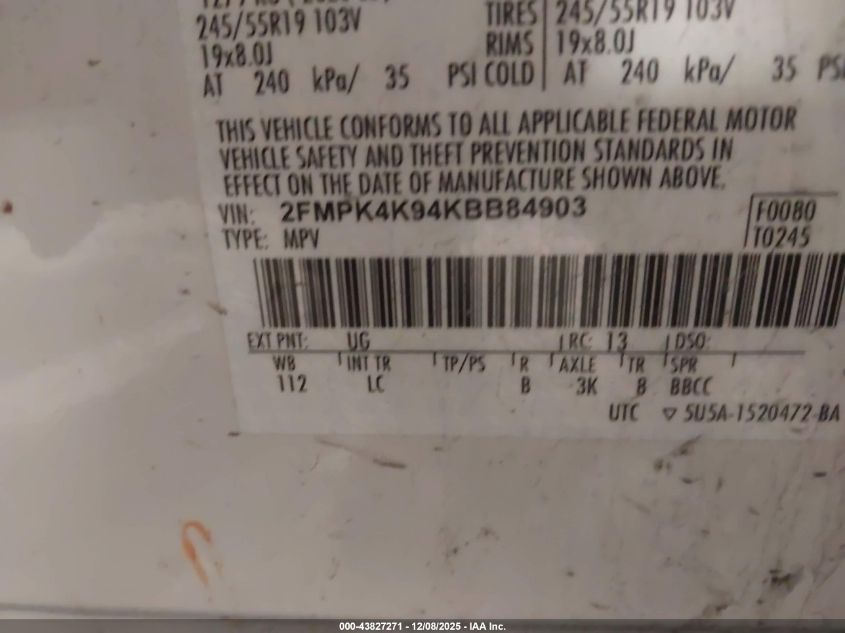 245/55R19 103V TIRES 245/55R19 103V
19x8.0J RIMS 19x8.0J
AT 240 kPa/ 35 PSI COLD AT 240 kPa/ 35
THIS VEHICLE CONFORMS TO ALL APPLICABLE FEDERAL MOTOR
VEHICLE SAFETY AND THEFT PREVENTION STANDARDS IN
EFFECT ON THE DATE OF MANUFACTURE SHOWN ABOVE.
VIN: 2FMPK4K94KBB84903 F0080
TYPE: MPV T0245
EXT PNT: UG RC: 13 DSO:
WB INT TR TP/PS R AXLE TR SPR
112 LC B 3K B BBCC
UTC ▽ 5U5A-1520472-BA
000-43827271 - 12/08/2025 - IAA Inc.